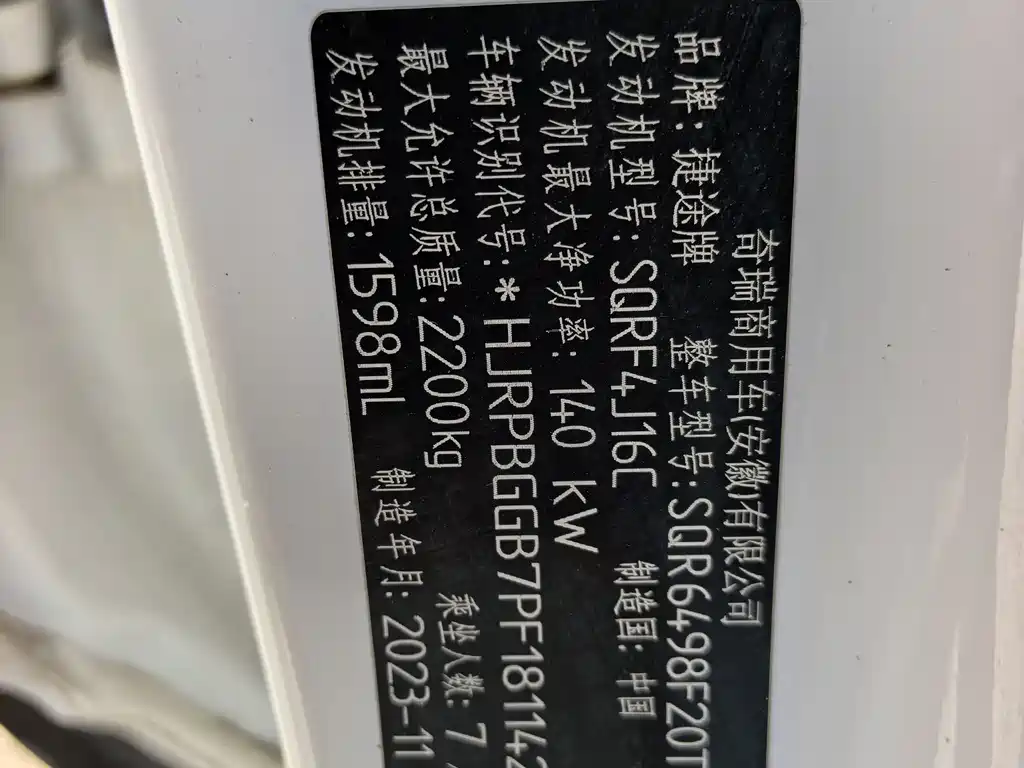 奇瑞商用车(安徽)有限公司
品牌: 捷途牌 整车型号: SQR6498F20T
发动机型号: SQRF4J16C 制造国: 中国
发动机最大净功率: 140 kW
车辆识别代号: *HJRPBGGB7PF18114
最大允许总质量: 2200kg 乘坐人数: 7
发动机排量: 1598mL 制造年月: 2023-11